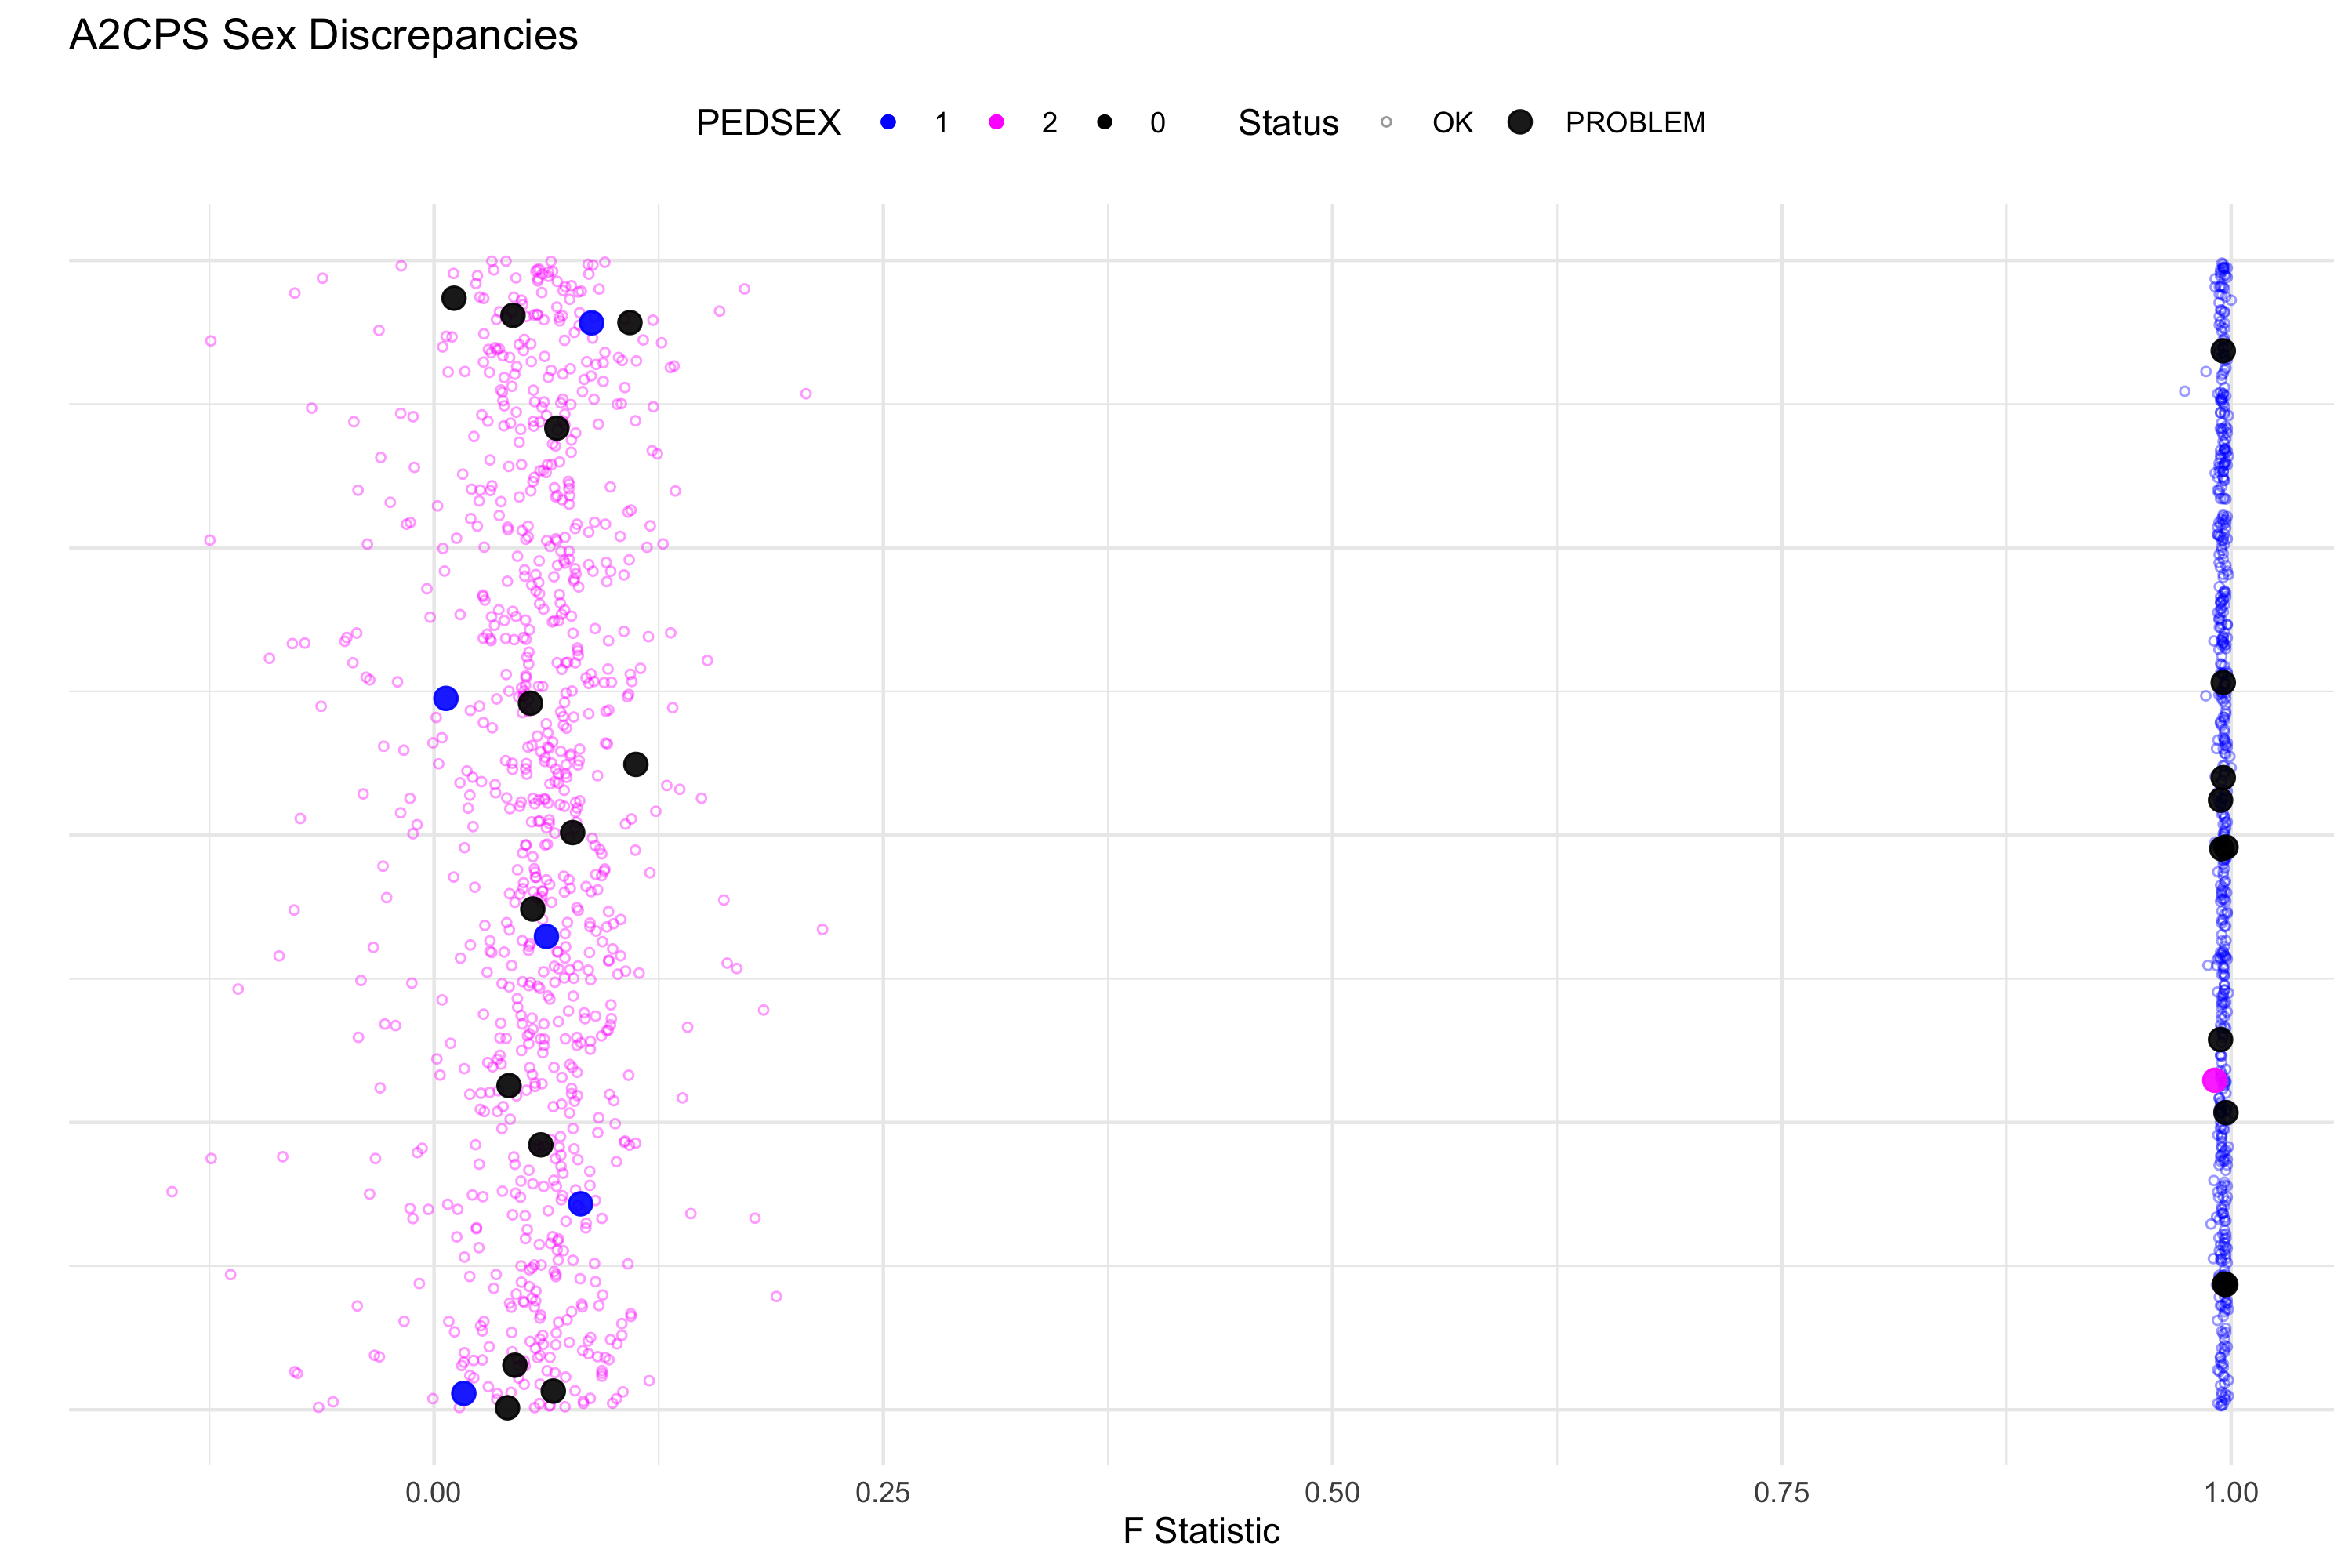 A2CPS Sex Discrepancies
PEDSEX 1 2 0 Status OK PROBLEM
0.00 0.25 0.50 0.75 1.00
F Statistic